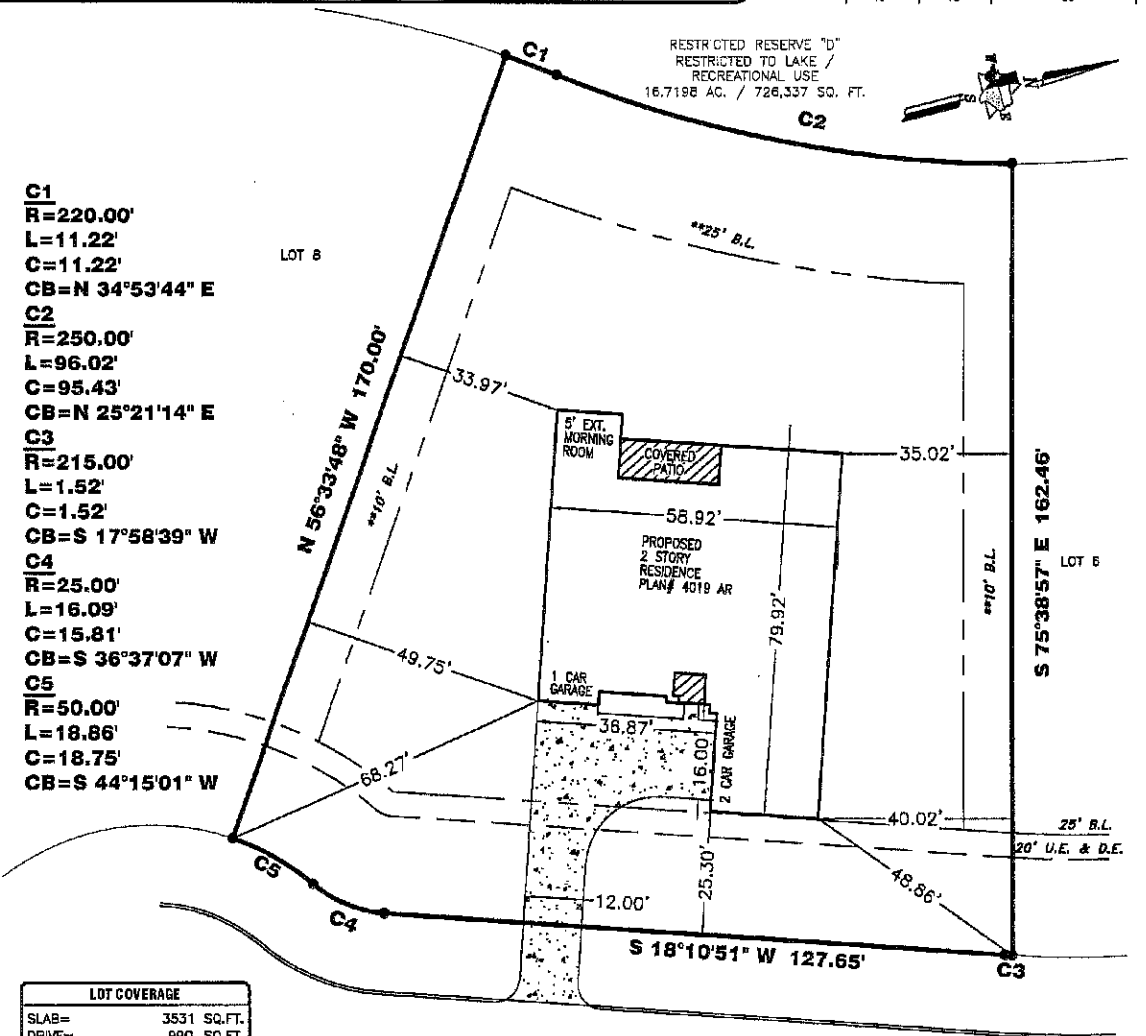 RESTRICTED RESERVE "D"
RESTRICTED TO LAKE /
RECREATIONAL USE
16.7198 AC. / 726,337 SQ. FT.
C1
C2
N
S
E
C1
R=220.00'
L=11.22'
C=11.22'
CB=N 34°53'44" E
C2
R=250.00'
L=96.02'
C=95.43'
CB=N 25°21'14" E
C3
R=215.00'
L=1.52'
C=1.52'
CB=S 17°58'39" W
C4
R=25.00'
L=16.09'
C=15.81'
CB=S 36°37'07" W
C5
R=50.00'
L=18.86'
C=18.75'
CB=S 44°15'01" W
LOT 8
**25' B.L.
N 56°33'48" W 170.00'
**10' B.L.
33.97'
5' EXT.
MORNING
ROOM
COVERED
PATIO
35.02'
58.92'
PROPOSED
2 STORY
RESIDENCE
PLAN# 4019 AR
79.92'
**10' B.L.
S 75°38'57" E 162.46'
LOT 6
49.75'
1 CAR
GARAGE
36.87'
16.00'
2 CAR GARAGE
68.27'
40.02'
25' B.L.
20' U.E. & D.E.
48.86'
25.30'
12.00'
C5
C4
S 18°10'51" W 127.65'
C3
LOT COVERAGE
SLAB= 3531 SQ.FT.